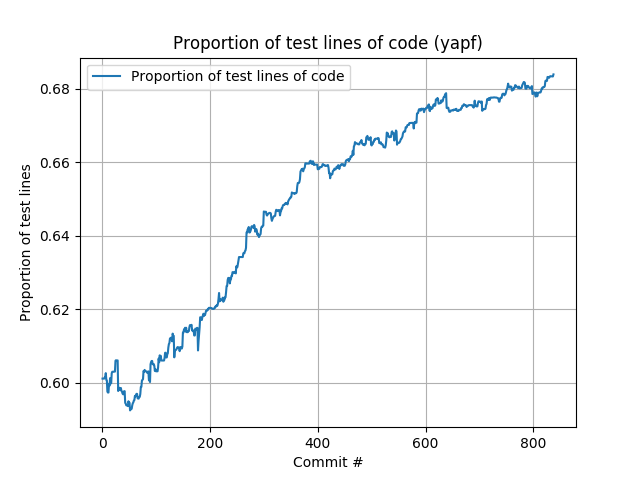 Proportion of test lines of code (yapf)
Proportion of test lines of code
0.68
0.66
0.64
0.62
0.60
Proportion of test lines
0 200 400 600 800
Commit #